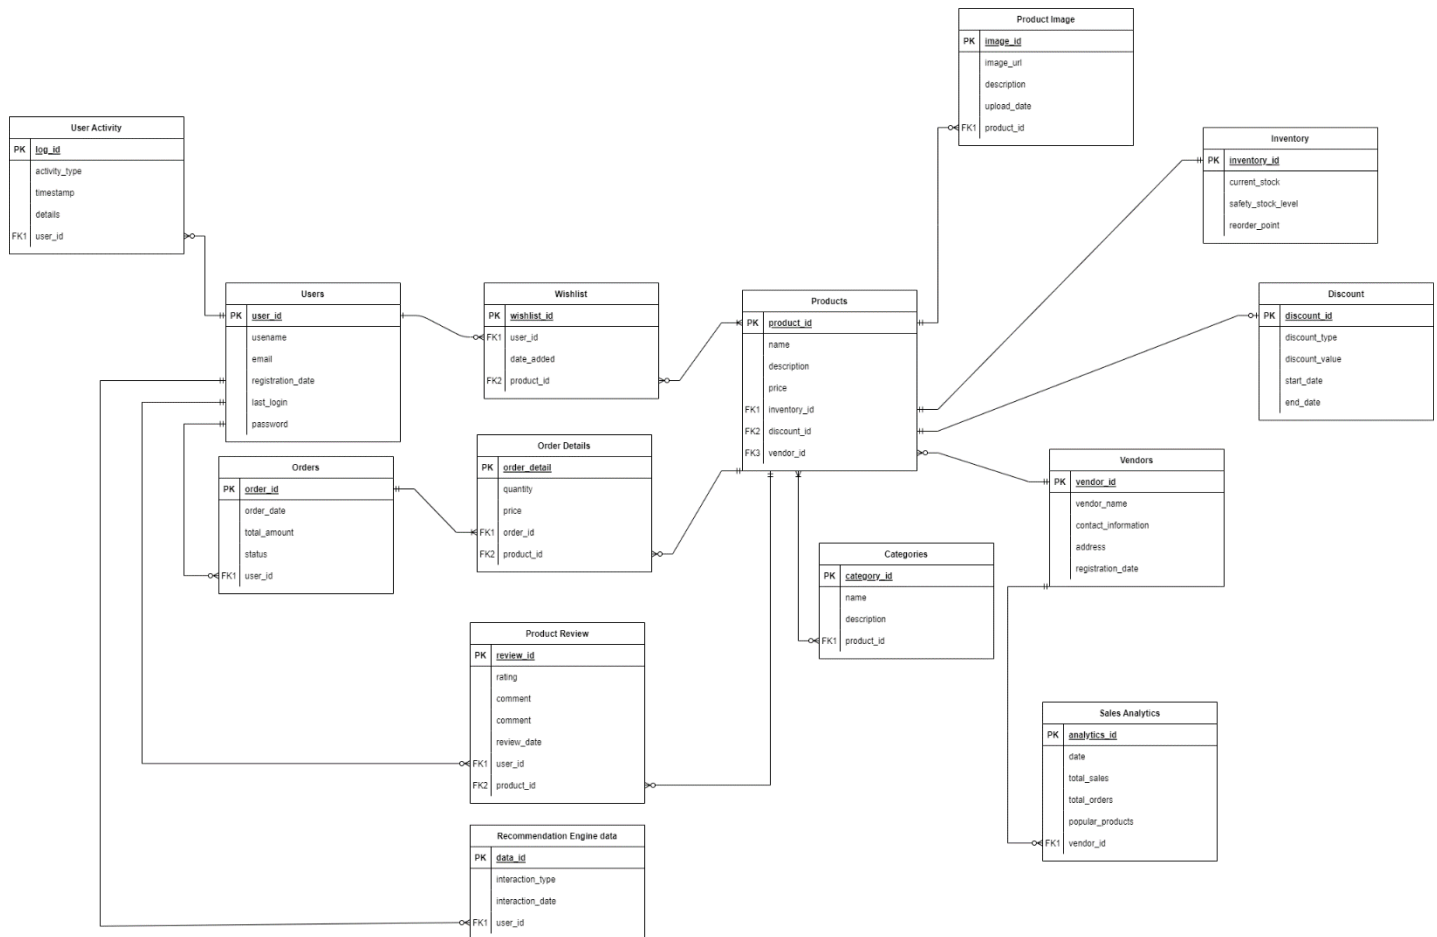 Product Image
PK image_id
image_url
description
upload_date
FK1 product_id
User Activity
PK log_id
activity_type
timestamp
details
FK1 user_id
Inventory
PK inventory_id
current_stock
safety_stock_level
reorder_point
Users
PK user_id
usename
email
registration_date
last_login
password
Wishlist
PK wishlist_id
FK1 user_id
date_added
FK2 product_id
Products
PK product_id
name
description
price
FK1 inventory_id
FK2 discount_id
FK3 vendor_id
Discount
PK discount_id
discount_type
discount_value
start_date
end_date
Orders
PK order_id
order_date
total_amount
status
FK1 user_id
Order Details
PK order_detail
quantity
price
FK1 order_id
FK2 product_id
Vendors
PK vendor_id
vendor_name
contact_information
address
registration_date
Categories
PK category_id
name
description
FK1 product_id
Product Review
PK review_id
rating
comment
comment
review_date
FK1 user_id
FK2 product_id
Sales Analytics
PK analytics_id
date
total_sales
total_orders
popular_products
FK1 vendor_id
Recommendation Engine data
PK data_id
interaction_type
interaction_date
FK1 user_id